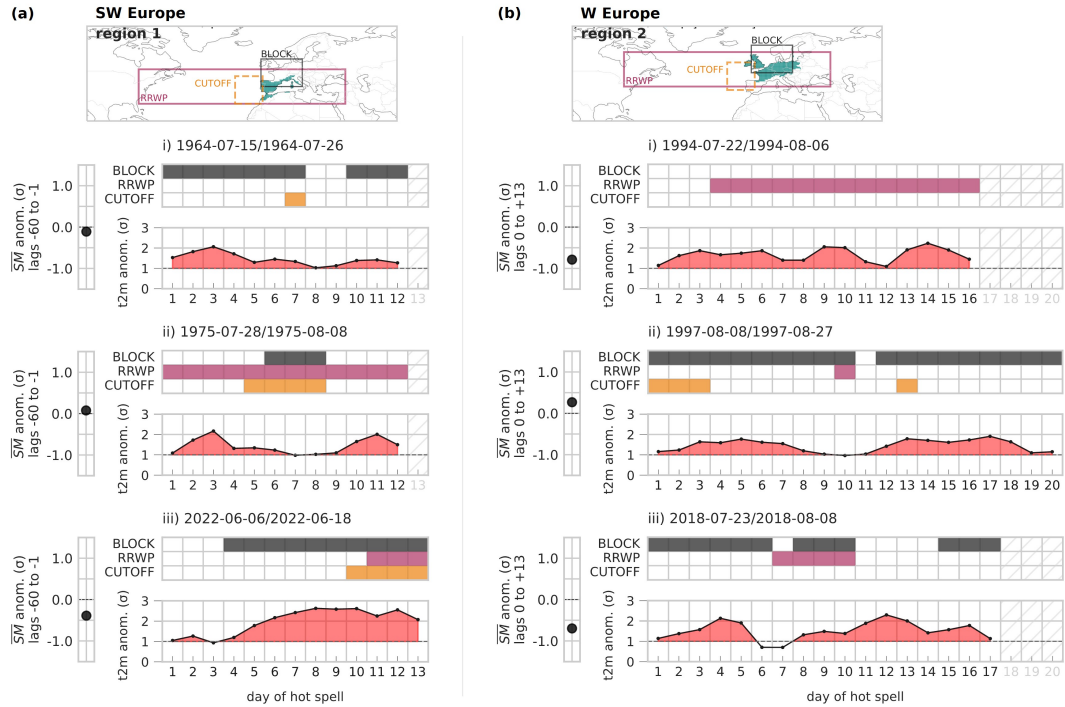 (a) SW Europe
region 1
BLOCK
CUTOFF
RRWP
i) 1964-07-15/1964-07-26
BLOCK
RRWP
CUTOFF
SM anom. (σ)
lags -60 to -1
1.0
0.0
-1.0
t2m anom. (σ)
3
2
1
0
1 2 3 4 5 6 7 8 9 10 11 12 13
ii) 1975-07-28/1975-08-08
BLOCK
RRWP
CUTOFF
SM anom. (σ)
lags -60 to -1
1.0
0.0
-1.0
t2m anom. (σ)
3
2
1
0
1 2 3 4 5 6 7 8 9 10 11 12 13
iii) 2022-06-06/2022-06-18
BLOCK
RRWP
CUTOFF
SM anom. (σ)
lags -60 to -1
1.0
0.0
-1.0
t2m anom. (σ)
3
2
1
0
1 2 3 4 5 6 7 8 9 10 11 12 13
day of hot spell
(b) W Europe
region 2
BLOCK
CUTOFF
RRWP
i) 1994-07-22/1994-08-06
BLOCK
RRWP
CUTOFF
SM anom. (σ)
lags 0 to +13
1.0
0.0
-1.0
t2m anom. (σ)
3
2
1
0
1 2 3 4 5 6 7 8 9 10 11 12 13 14 15 16 17 18 19 20
ii) 1997-08-08/1997-08-27
BLOCK
RRWP
CUTOFF
SM anom. (σ)
lags 0 to +13
1.0
0.0
-1.0
t2m anom. (σ)
3
2
1
0
1 2 3 4 5 6 7 8 9 10 11 12 13 14 15 16 17 18 19 20
iii) 2018-07-23/2018-08-08
BLOCK
RRWP
CUTOFF
SM anom. (σ)
lags 0 to +13
1.0
0.0
-1.0
t2m anom. (σ)
3
2
1
0
1 2 3 4 5 6 7 8 9 10 11 12 13 14 15 16 17 18 19 20
day of hot spell